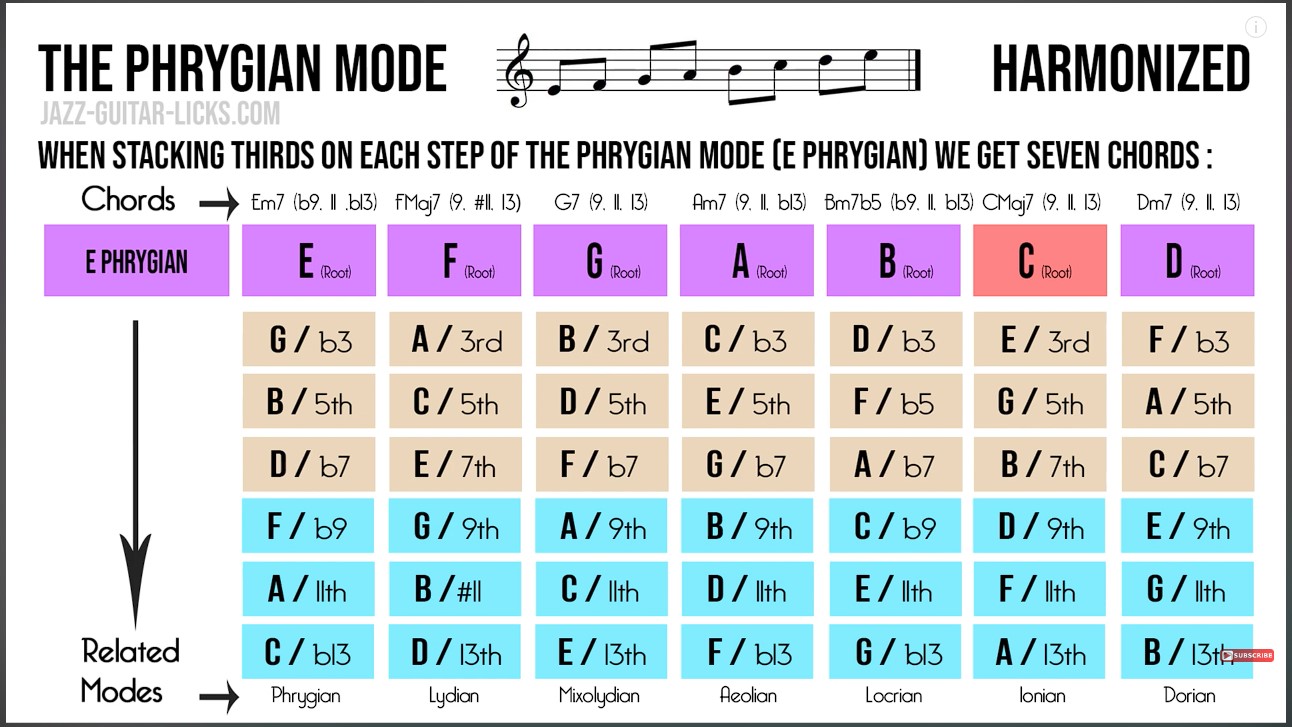 THE PHRYGIAN MODE
HARMONIZED
JAZZ-GUITAR-LICKS.COM
WHEN STACKING THIRDS ON EACH STEP OF THE PHRYGIAN MODE (E PHRYGIAN) WE GET SEVEN CHORDS :
Chords Em7 (b9. 11 .b13) FMaj7 (9. #11. 13) G7 (9. 11. 13) Am7 (9. 11. b13) Bm7b5 (b9. 11. b13) CMaj7 (9. 11. 13) Dm7 (9. 11. 13)
E PHRYGIAN E (Root) F (Root) G (Root) A (Root) B (Root) C (Root) D (Root)
G / b3 A / 3rd B / 3rd C / b3 D / b3 E / 3rd F / b3
B / 5th C / 5th D / 5th E / 5th F / b5 G / 5th A / 5th
D / b7 E / 7th F / b7 G / b7 A / b7 B / 7th C / b7
F / b9 G / 9th A / 9th B / 9th C / b9 D / 9th E / 9th
A / 11th B / #11 C / 11th D / 11th E / 11th F / 11th G / 11th
C / b13 D / 13th E / 13th F / b13 G / b13 A / 13th B / 13th
SUBSCRIBE
Related
Modes Phrygian Lydian Mixolydian Aeolian Locrian Ionian Dorian